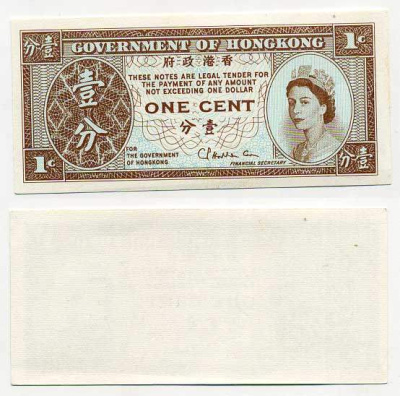 分壹 GOVERNMENT OF HONGKONG 1c
府政港香
THESE NOTES ARE LEGAL TENDER FOR
THE PAYMENT OF ANY AMOUNT
NOT EXCEEDING ONE DOLLAR
壹分
ONE CENT
分壹
FOR
THE GOVERNMENT
OF HONGKONG
FINANCIAL SECRETARY
1c
分壹